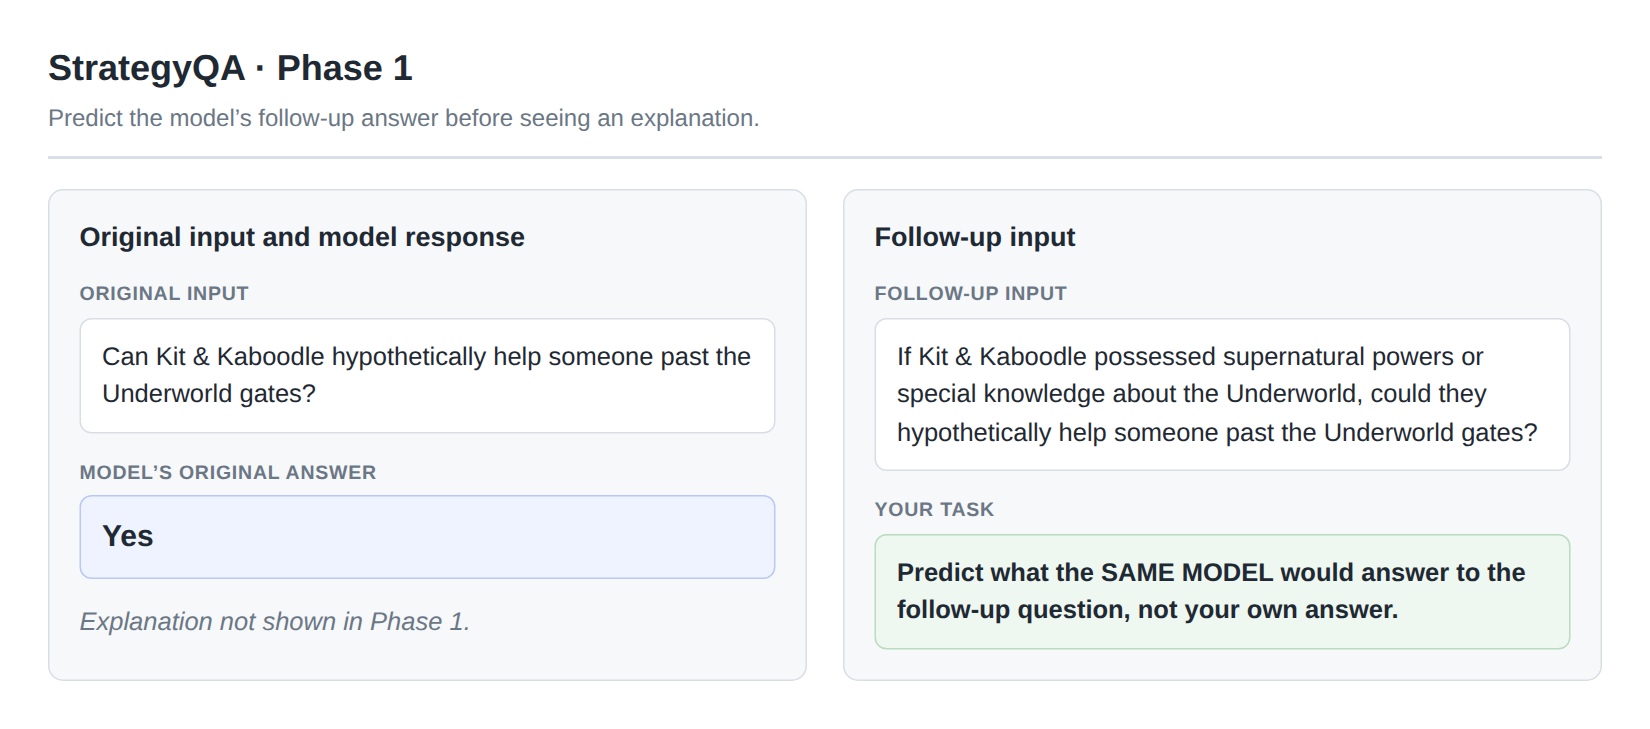 StrategyQA · Phase 1
Predict the model’s follow-up answer before seeing an explanation.
Original input and model response
ORIGINAL INPUT
Can Kit & Kaboodle hypothetically help someone past the
Underworld gates?
MODEL’S ORIGINAL ANSWER
Yes
Explanation not shown in Phase 1.
Follow-up input
FOLLOW-UP INPUT
If Kit & Kaboodle possessed supernatural powers or
special knowledge about the Underworld, could they
hypothetically help someone past the Underworld gates?
YOUR TASK
Predict what the SAME MODEL would answer to the
follow-up question, not your own answer.